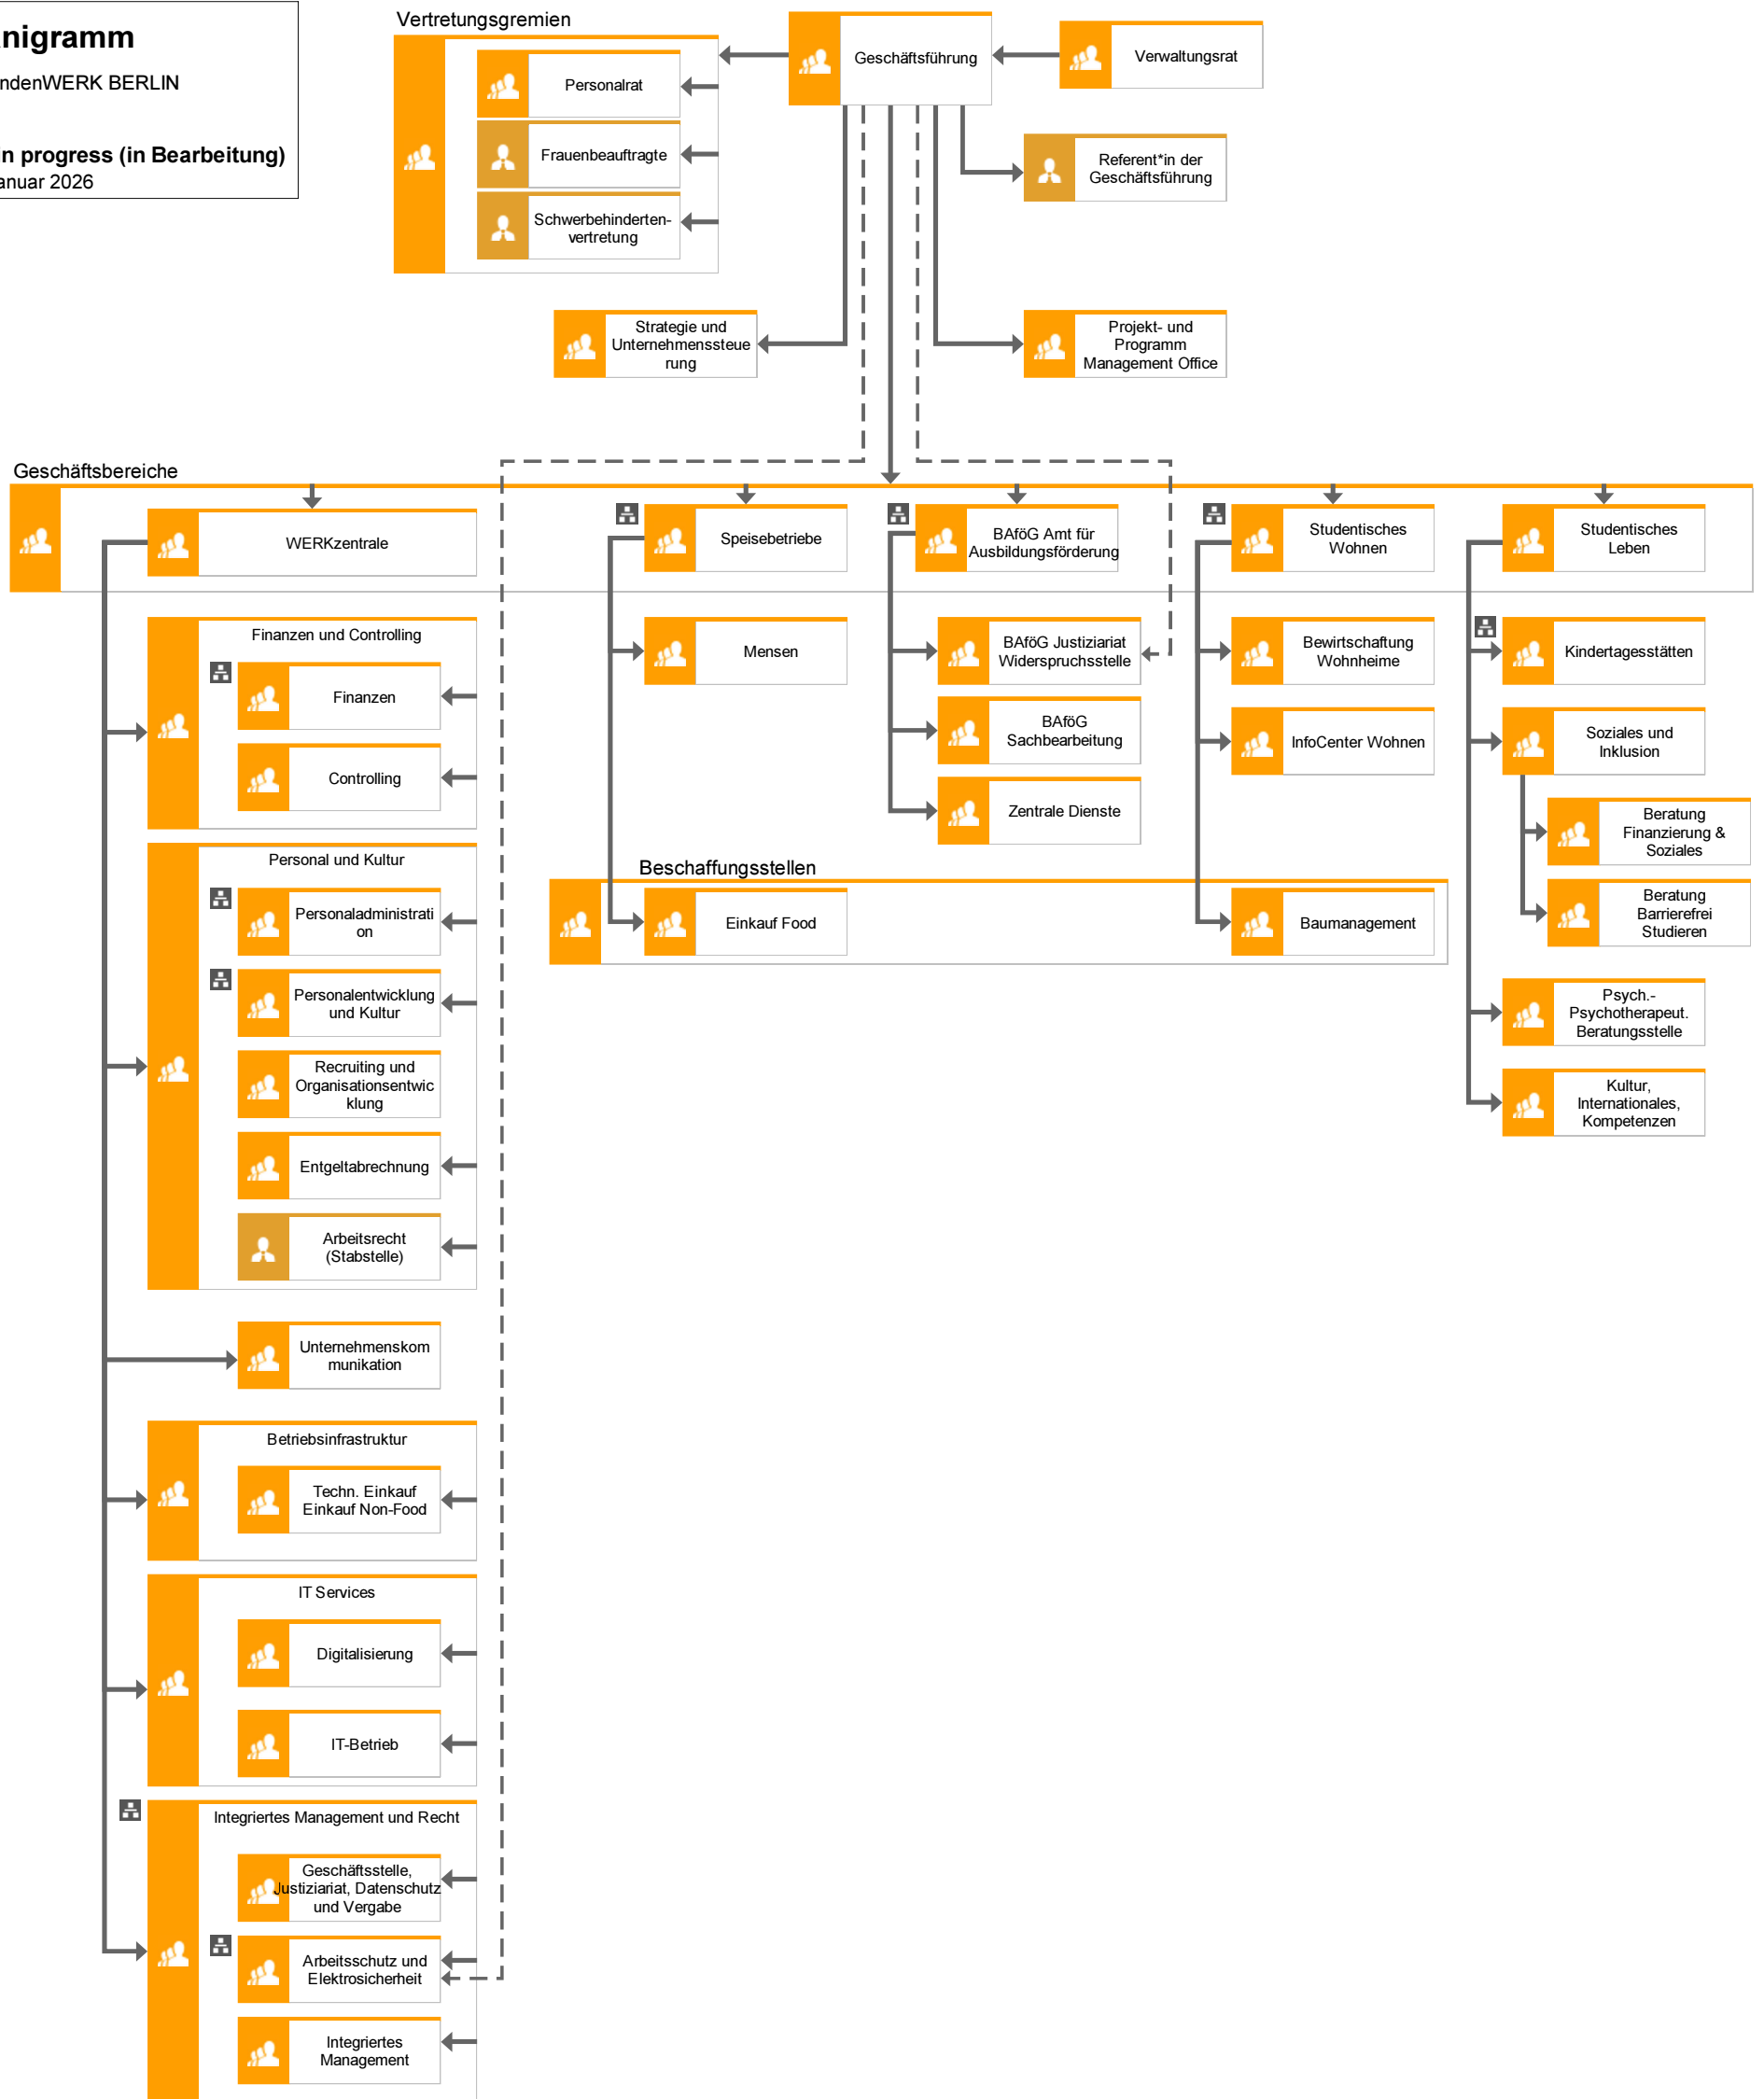 nigramm
ndenWERK BERLIN
in progress (in Bearbeitung)
anuar 2026
Vertretungsgremien
Personalrat
Frauenbeauftragte
Schwerbehinderten-
vertretung
Geschäftsführung
Verwaltungsrat
Referent*in der
Geschäftsführung
Strategie und
Unternehmenssteue
rung
Projekt- und
Programm
Management Office
Geschäftsbereiche
WERKzentrale
Speisebetriebe
BAföG Amt für
Ausbildungsförderung
Studentisches
Wohnen
Studentisches
Leben
Finanzen und Controlling
Finanzen
Controlling
Mensen
BAföG Justiziariat
Widerspruchsstelle
BAföG
Sachbearbeitung
Zentrale Dienste
Bewirtschaftung
Wohnheime
InfoCenter Wohnen
Kindertagesstätten
Soziales und
Inklusion
Beratung
Finanzierung &
Soziales
Beratung
Barrierefrei
Studieren
Psych.-
Psychotherapeut.
Beratungsstelle
Kultur,
Internationales,
Kompetenzen
Beschaffungsstellen
Einkauf Food
Baumanagement
Personal und Kultur
Personaladministrati
on
Personalentwicklung
und Kultur
Recruiting und
Organisationsentwic
klung
Entgeltabrechnung
Arbeitsrecht
(Stabstelle)
Unternehmenskom
munikation
Betriebsinfrastruktur
Techn. Einkauf
Einkauf Non-Food
IT Services
Digitalisierung
IT-Betrieb
Integriertes Management und Recht
Geschäftsstelle,
Justiziariat, Datenschutz
und Vergabe
Arbeitsschutz und
Elektrosicherheit
Integriertes
Management